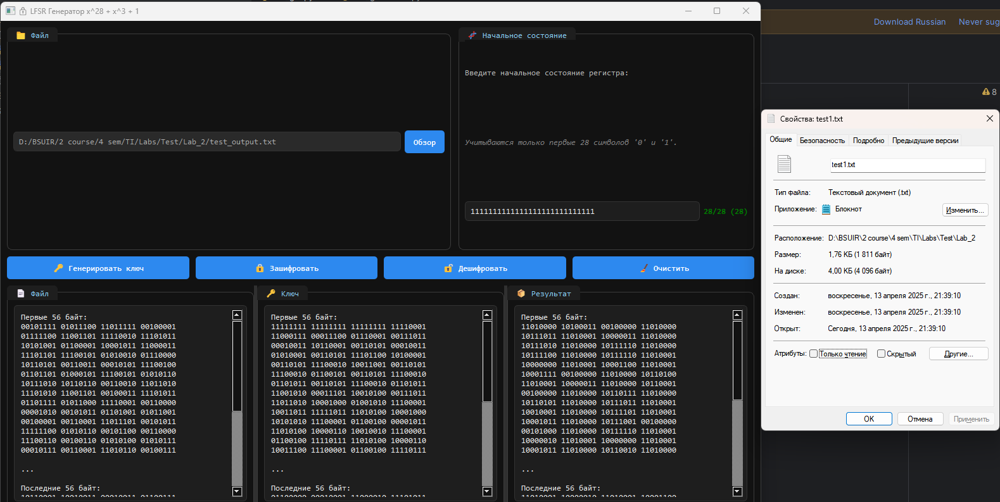 LFSR Генератор x^28 + x^3 + 1
Download Russian Never sug
8
Файл
D:/BSUIR/2 course/4 sem/TI/Labs/Test/Lab_2/test_output.txt
Обзор
Начальное состояние
Введите начальное состояние регистра:
Учитываются только первые 28 символов '0' и '1'.
1111111111111111111111111111
28/28 (28)
Генерировать ключ
Зашифровать
Дешифровать
Очистить
Файл
Первые 56 байт:
00101111 01011100 11011111 00100001
01111100 11001101 11110010 11101011
10101001 01100001 10001011 11000011
11101101 11100101 01010010 01110000
10110101 00110011 00010101 11100100
01101101 01000101 11100101 01010110
10111010 10110110 00110010 11011010
11101010 11001101 00100011 11101011
01101111 01011000 11110001 00110000
00001010 00101011 01101001 01011001
00100001 00110001 11011101 00101011
11111100 01010110 00101100 00110000
11100110 00100110 01010100 01010111
00010111 00110001 11010110 00100111
...
Последние 56 байт:
Ключ
Первые 56 байт:
11111111 11111111 11111111 11110001
11000111 00011100 01110001 00111011
00010011 10110001 00110101 00010011
01010001 00110101 11101100 10100001
00110101 11100010 10011001 00110101
11100010 01100101 00110101 11100010
01101011 00110101 11100010 01101011
11001010 00011101 10010100 00111011
11011010 10001000 01001010 11100001
10011011 11111011 11010100 10001000
10101010 11100001 01100100 00001011
11010100 10000110 10010010 11100001
01100100 11110111 11010100 10000110
10011100 11100001 01100100 11110111
...
Последние 56 байт:
Результат
Первые 56 байт:
11010000 10100011 00100000 11010000
10111011 11010001 10000011 11010000
10111010 11010000 10111110 11010000
10111100 11010000 10111110 11010001
10000000 11010001 10001100 11010001
10001111 00100000 11010000 10110100
11010001 10000011 11010000 10110001
00100000 11010000 10110111 11010000
10110101 11010000 10111011 11010001
10010001 11010000 10111101 11010001
10001011 11010000 10111001 00100000
00101000 11010000 10111110 11010001
10000010 11010001 10000000 11010001
10001011 11010000 10110010 11010000
...
Последние 56 байт:
Свойства: test1.txt
Общие Безопасность Подробно Предыдущие версии
test1.txt
Тип файла: Текстовый документ (.txt)
Приложение: Блокнот Изменить...
Расположение: D:\BSUIR\2 course\4 sem\TI\Labs\Test\Lab_2
Размер: 1,76 КБ (1 811 байт)
На диске: 4,00 КБ (4 096 байт)
Создан: воскресенье, 13 апреля 2025 г., 21:39:10
Изменен: воскресенье, 13 апреля 2025 г., 21:39:10
Открыт: Сегодня, 13 апреля 2025 г., 21:39:10
Атрибуты: Только чтение Скрытый Другие...
OK Отмена Применить